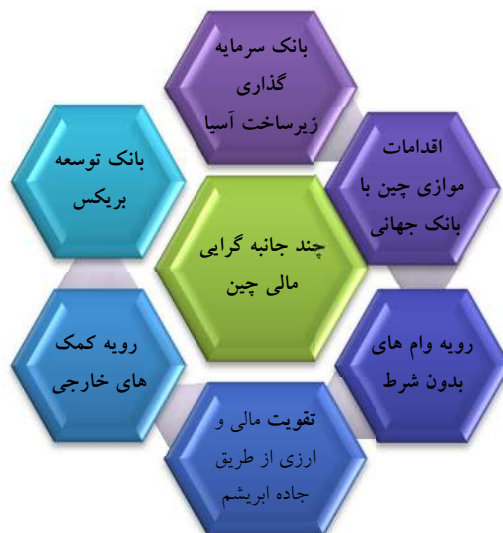 بانک سرمایه
گذاری
زیرساخت آسیا
اقدامات
موازی چین با
بانک جهانی
بانک توسعه
بریکس
چند جانبه گرایی
مالی چین
رویه وام های
بدون شرط
رویه کمک
های خارجی
تقویت مالی و
ارزی از طریق
جاده ابریشم